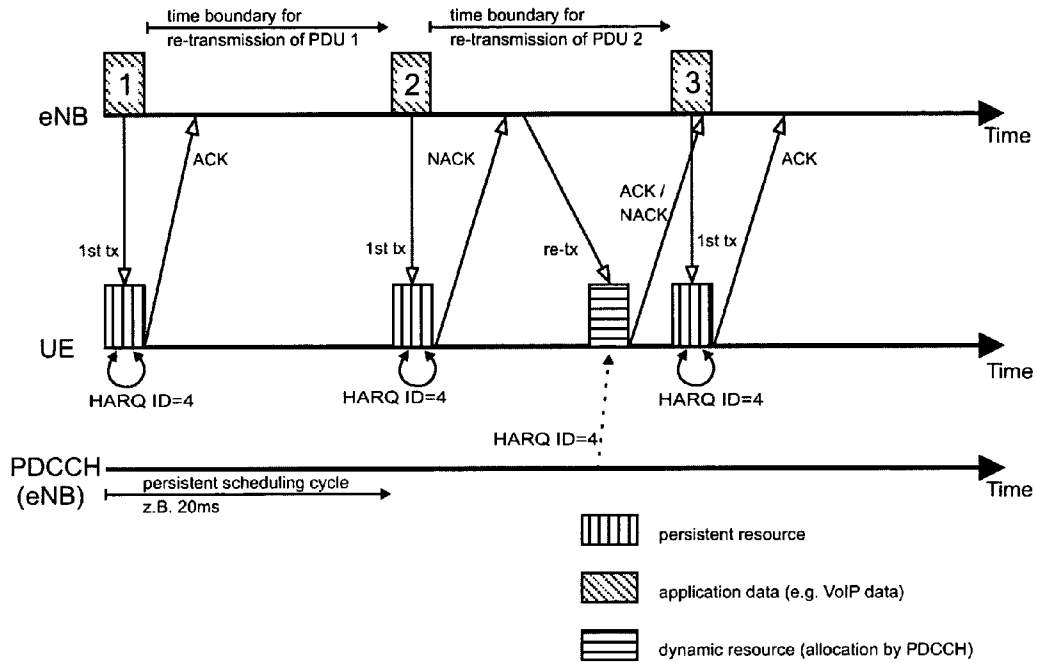 time boundary for
re-transmission of PDU 1
time boundary for
re-transmission of PDU 2
1
2
3
eNB
Time
ACK
NACK
ACK /
NACK
ACK
1st tx
1st tx
re-tx
1st tx
UE
Time
HARQ ID=4
HARQ ID=4
HARQ ID=4
HARQ ID=4
PDCCH
(eNB)
Time
persistent scheduling cycle
z.B. 20ms
persistent resource
application data (e.g. VoIP data)
dynamic resource (allocation by PDCCH)